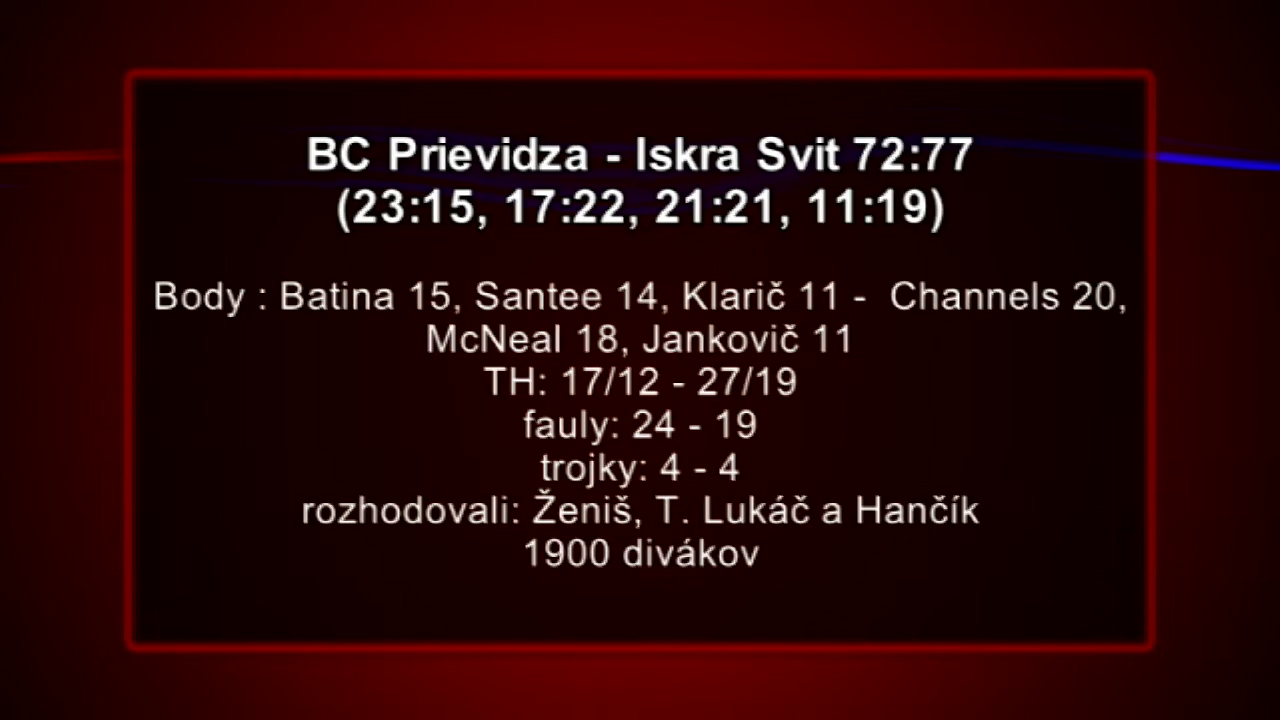 BC Prievidza - Iskra Svit 72:77
(23:15, 17:22, 21:21, 11:19)
Body : Batina 15, Santee 14, Klarič 11 - Channels 20,
McNeal 18, Jankovič 11
TH: 17/12 - 27/19
fauly: 24 - 19
trojky: 4 - 4
rozhodovali: Ženiš, T. Lukáč a Hančík
1900 divákov